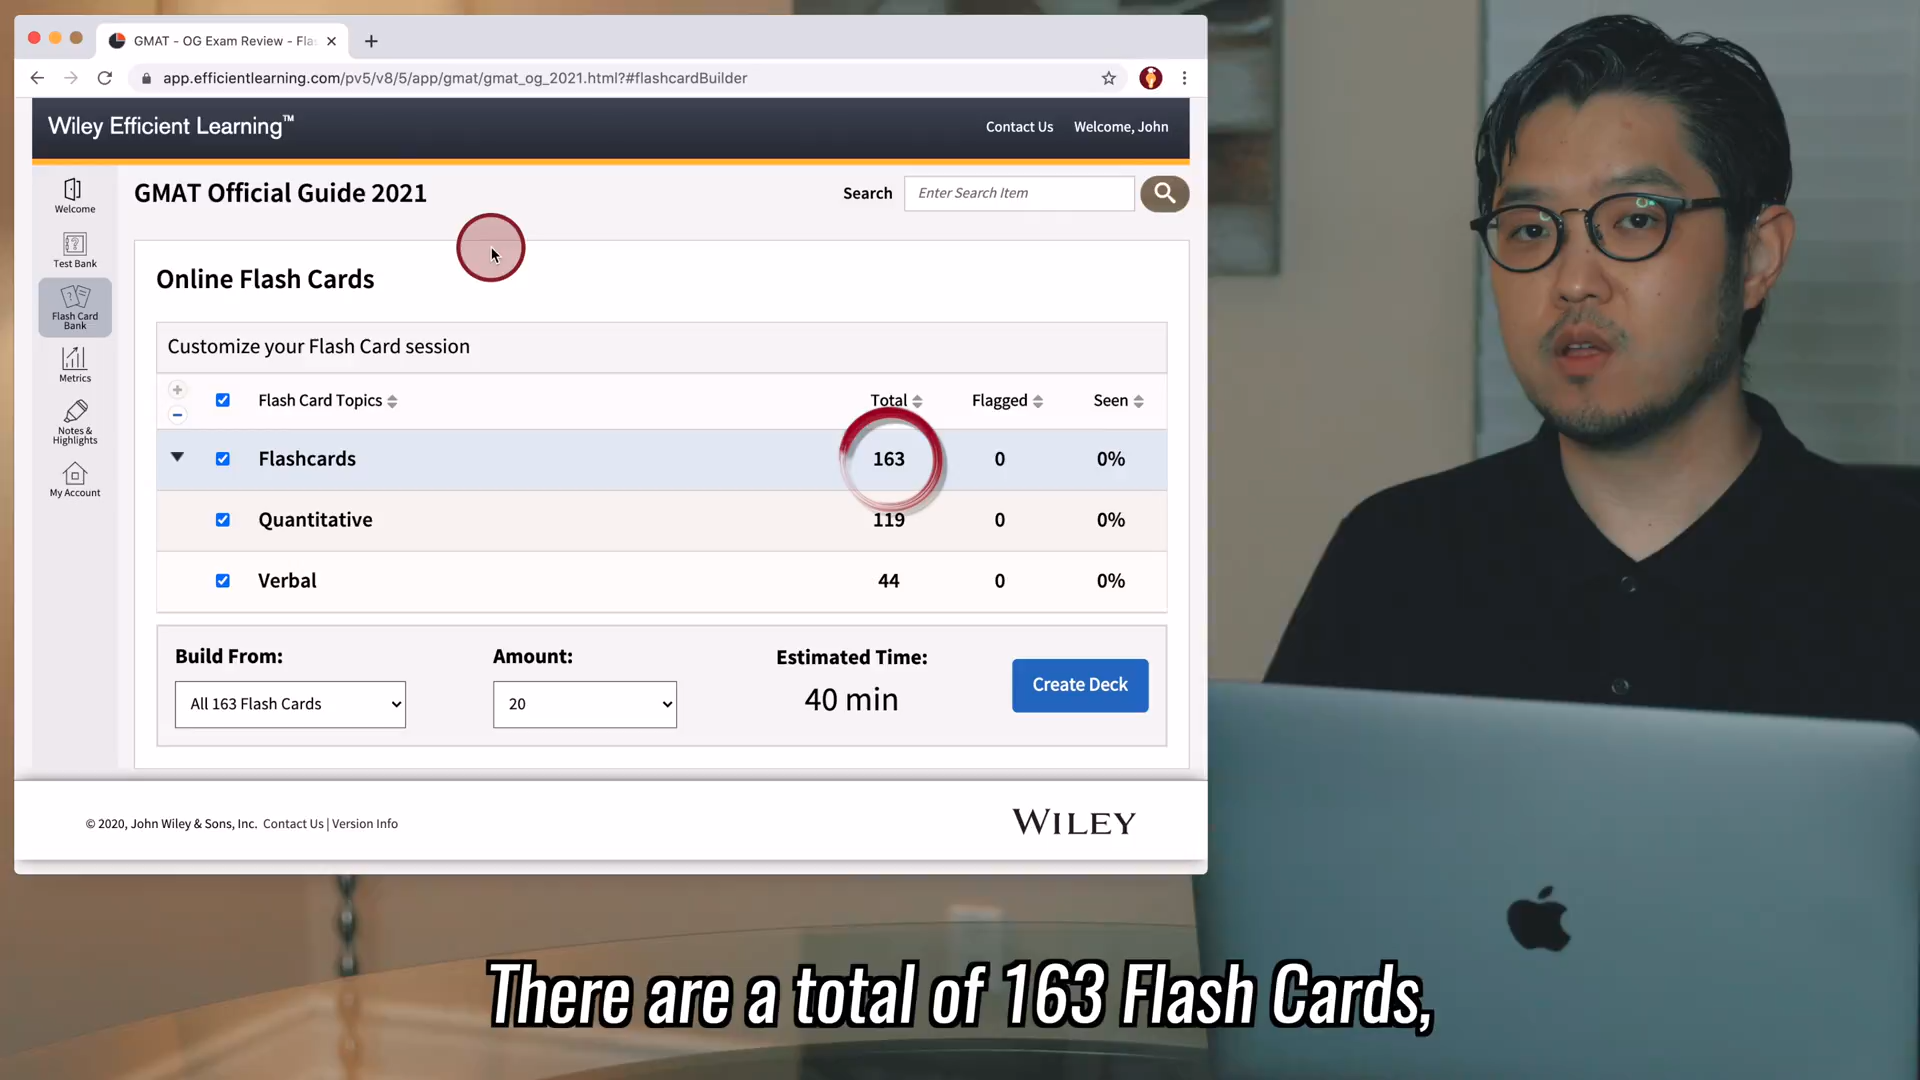 GMAT - OG Exam Review - Fla
app.efficientlearning.com/pv5/v8/5/app/gmat/gmat_og_2021.html?#flashcardBuilder
Wiley Efficient Learning™
Contact Us
Welcome, John
Welcome
Test Bank
Flash Card
Bank
Metrics
Notes &
Highlights
My Account
GMAT Official Guide 2021
Search
Enter Search Item
Online Flash Cards
Customize your Flash Card session
Flash Card Topics Total Flagged Seen
Flashcards 163 0 0%
Quantitative 119 0 0%
Verbal 44 0 0%
Build From:
All 163 Flash Cards
Amount:
20
Estimated Time:
40 min
Create Deck
© 2020, John Wiley & Sons, Inc. Contact Us | Version Info
WILEY
There are a total of 163 Flash Cards,